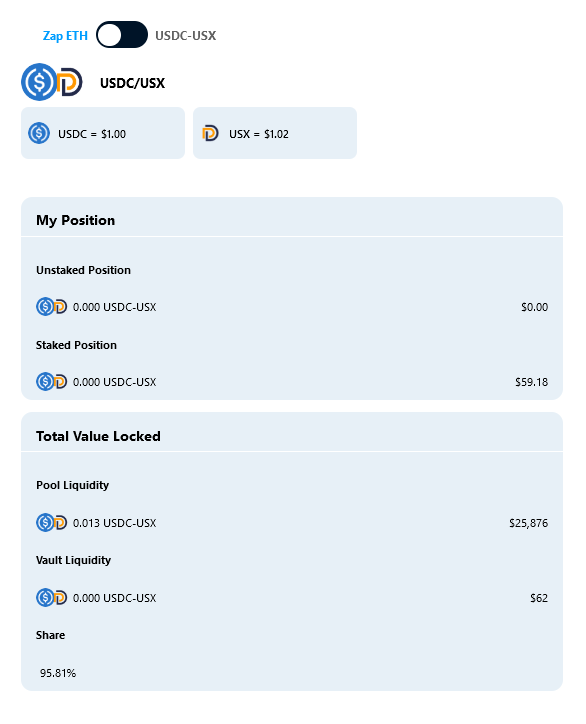 Zap ETH USDC-USX
USDC/USX
USDC = $1.00 USX = $1.02
My Position
Unstaked Position
0.000 USDC-USX $0.00
Staked Position
0.000 USDC-USX $59.18
Total Value Locked
Pool Liquidity
0.013 USDC-USX $25,876
Vault Liquidity
0.000 USDC-USX $62
Share
95.81%